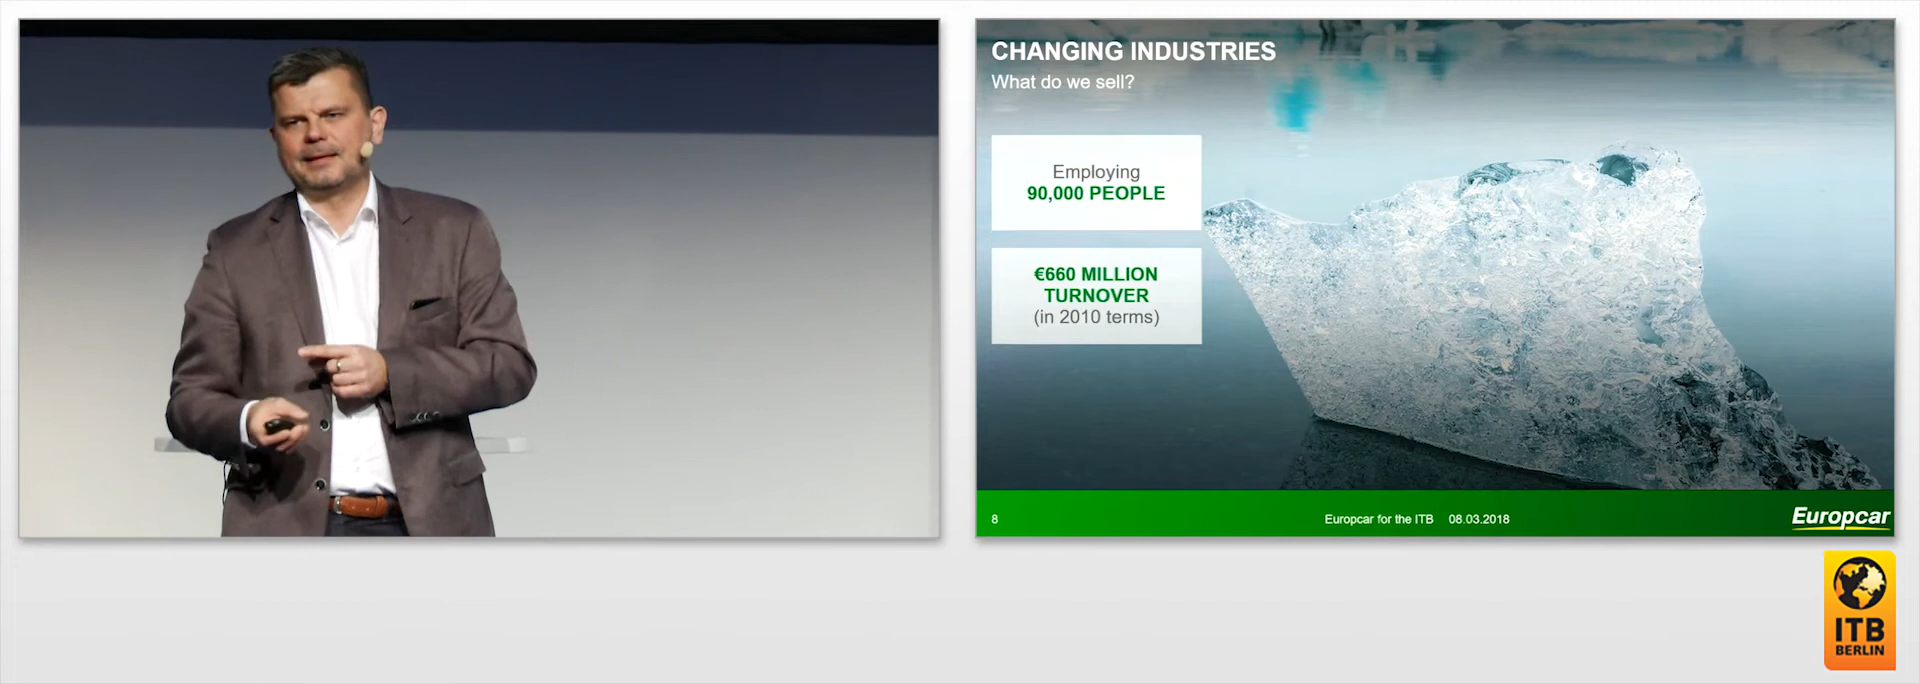 CHANGING INDUSTRIES
What do we sell?
Employing
90,000 PEOPLE
€660 MILLION
TURNOVER
(in 2010 terms)
8
Europcar for the ITB 08.03.2018
Europcar
ITB
BERLIN